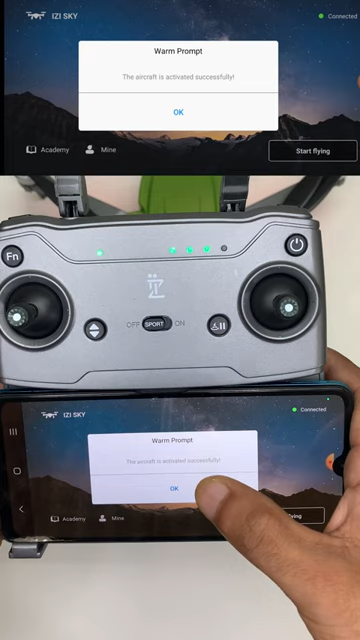 IZI SKY
Connected
Warm Prompt
The aircraft is activated successfully!
OK
Academy
Mine
Start flying
Fn
OFF SPORT ON
IZI
IZI SKY
Connected
Warm Prompt
The aircraft is activated successfully!
OK
Academy
Mine
flying